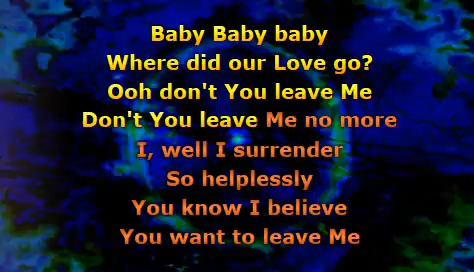 Baby Baby baby
Where did our Love go?
Ooh don't You leave Me
Don't You leave Me no more
I, well I surrender
So helplessly
You know I believe
You want to leave Me